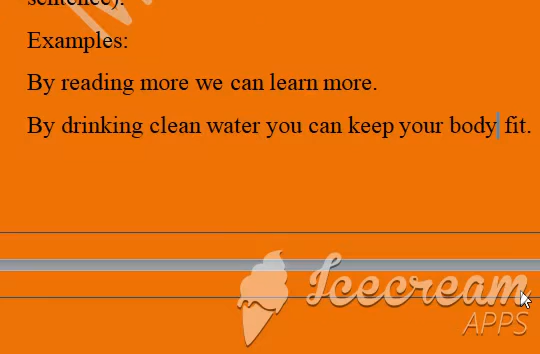 sentence).
Examples:
By reading more we can learn more.
By drinking clean water you can keep your body fit.
Icecream
APPS